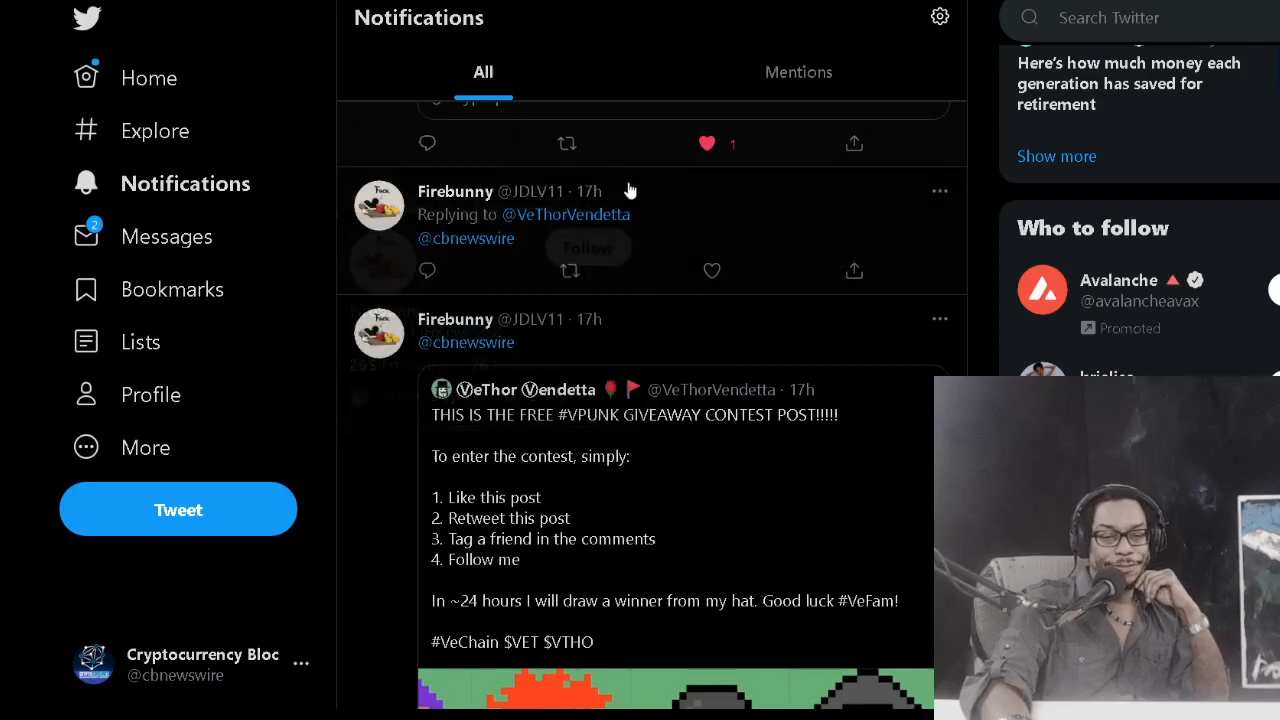 Notifications
Search Twitter
All
Mentions
Home
Explore
Notifications
2
Messages
Bookmarks
Lists
Profile
More
Tweet
Cryptocurrency Bloc
@cbnewswire
1
Firebunny @JDLV11 · 17h
Replying to @VeThorVendetta
@cbnewswire
Follow
Firebunny @JDLV11 · 17h
@cbnewswire
ⓋeThor Ⓥendetta 🌹 🚩 @VeThorVendetta · 17h
THIS IS THE FREE #VPUNK GIVEAWAY CONTEST POST!!!!!
To enter the contest, simply:
1. Like this post
2. Retweet this post
3. Tag a friend in the comments
4. Follow me
In ~24 hours I will draw a winner from my hat. Good luck #VeFam!
#VeChain $VET $VTHO
Here's how much money each
generation has saved for
retirement
Show more
Who to follow
Avalanche 🔺
@avalancheavax
Promoted